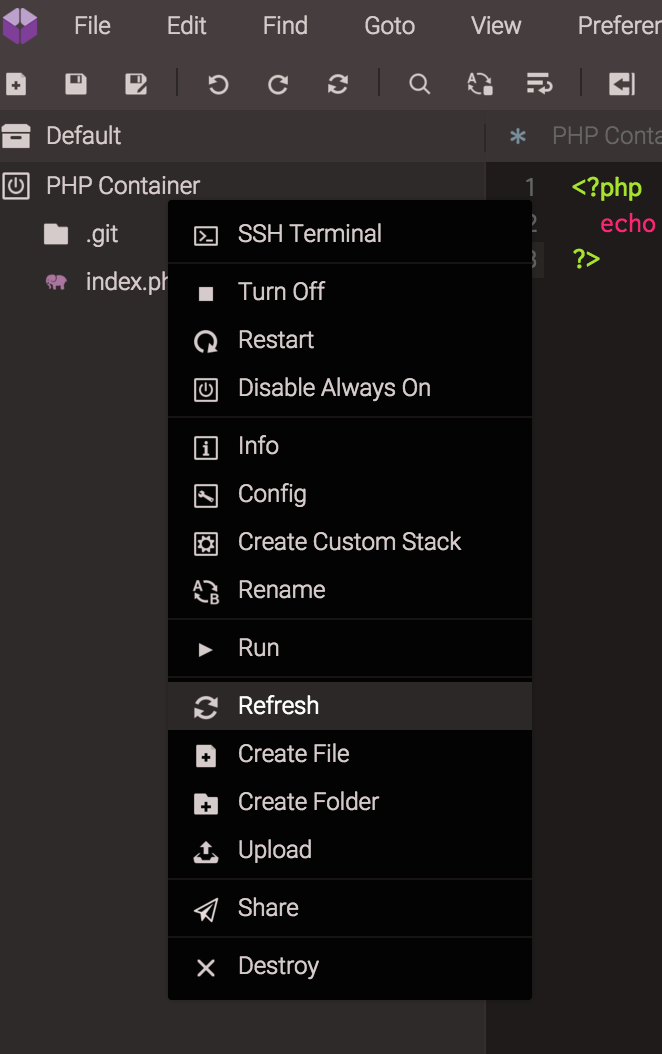 File Edit Find Goto View Prefer
Default
* PHP Conta
PHP Container
1 <?php
.git
2 echo
index.ph
3 ?>
SSH Terminal
Turn Off
Restart
Disable Always On
Info
Config
Create Custom Stack
Rename
Run
Refresh
Create File
Create Folder
Upload
Share
Destroy